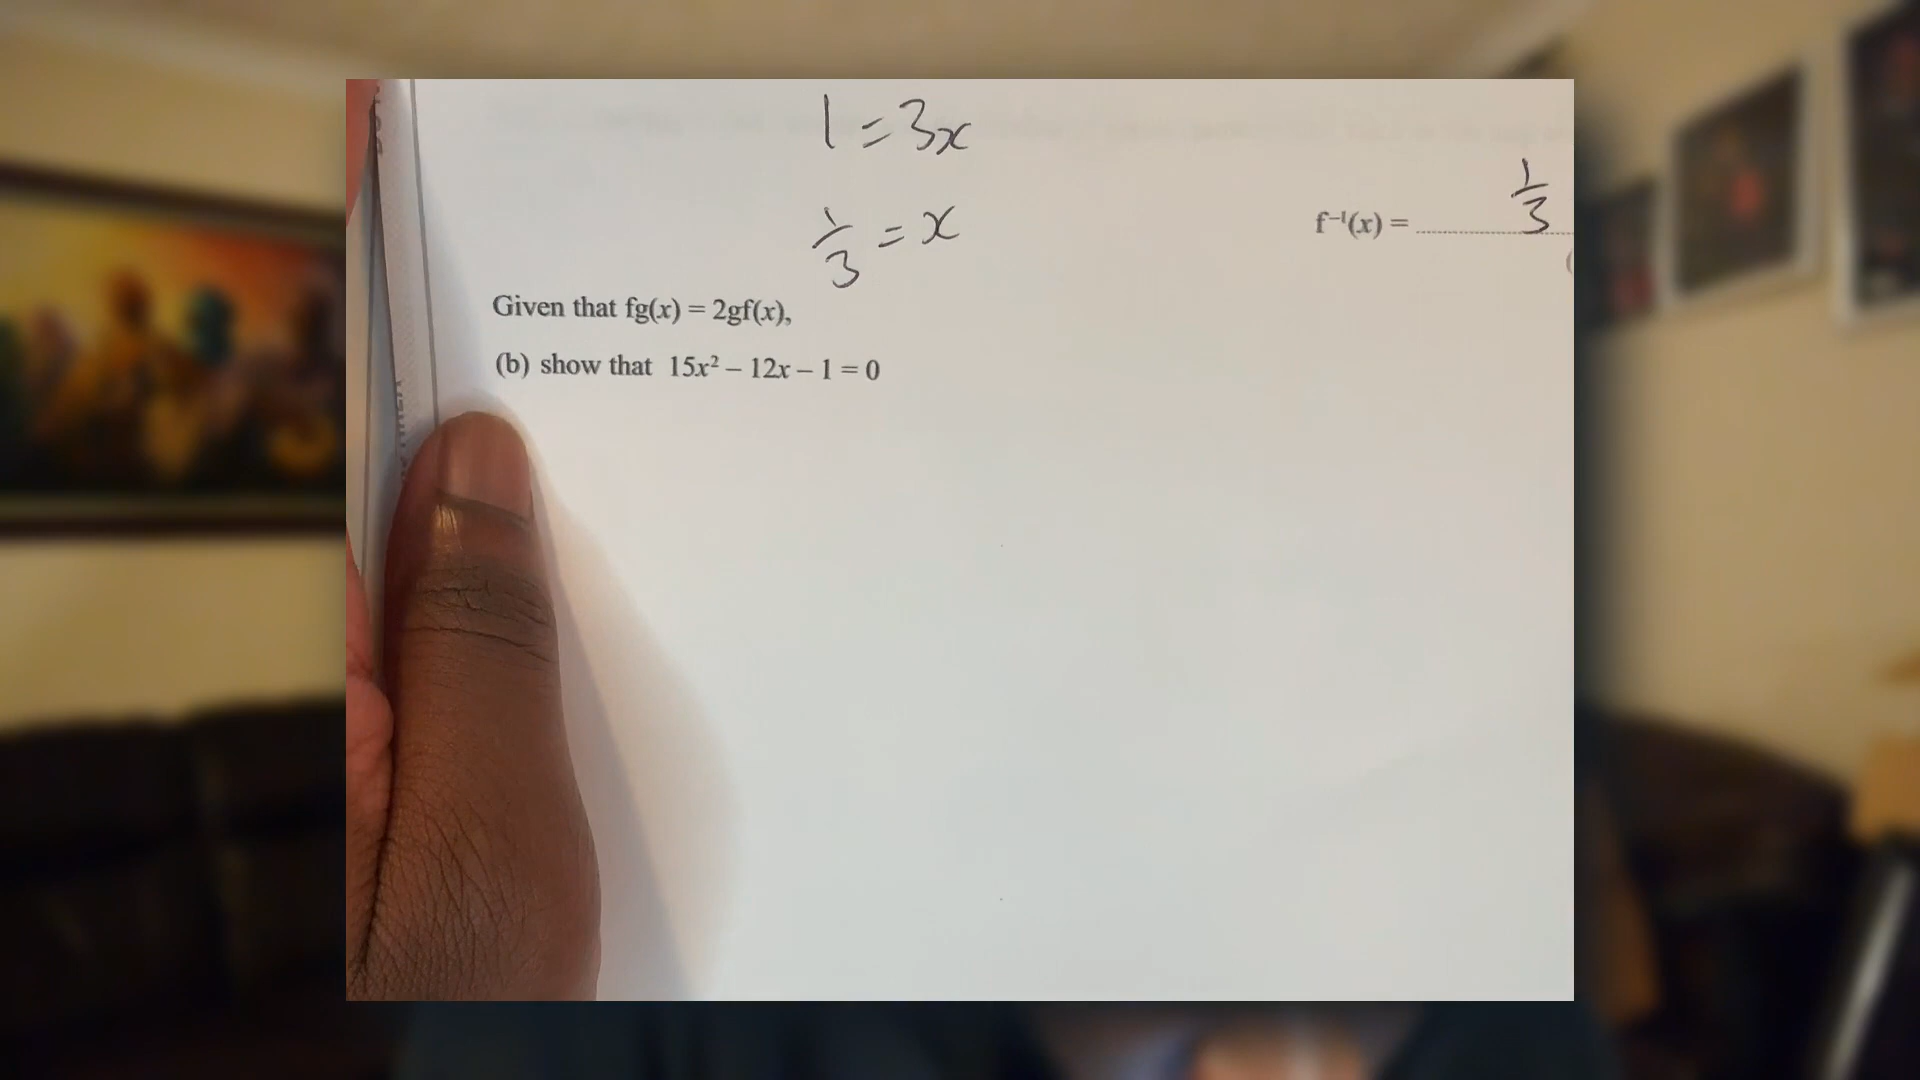 1 = 3x
1/3 = x
f⁻¹(x) = 1/3
Given that fg(x) = 2gf(x),
(b) show that 15x² – 12x – 1 = 0